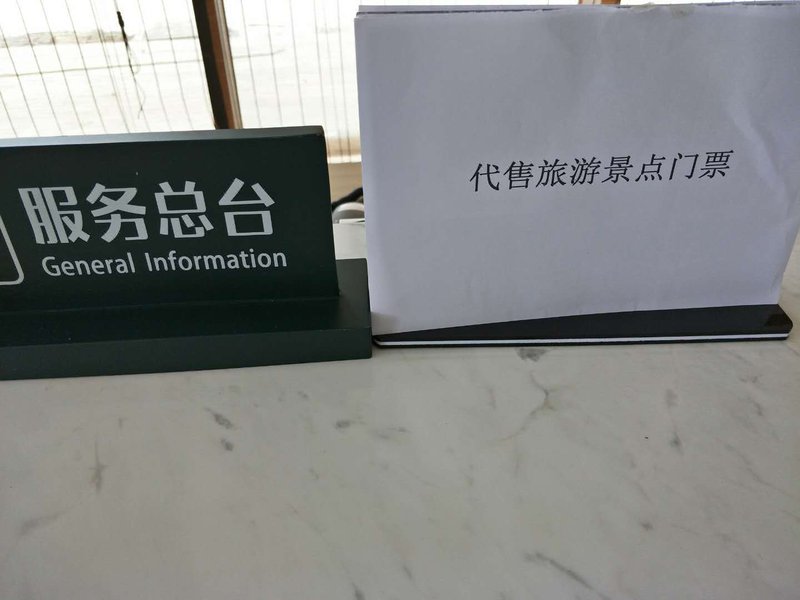 服务总台
General Information
代售旅游景点门票